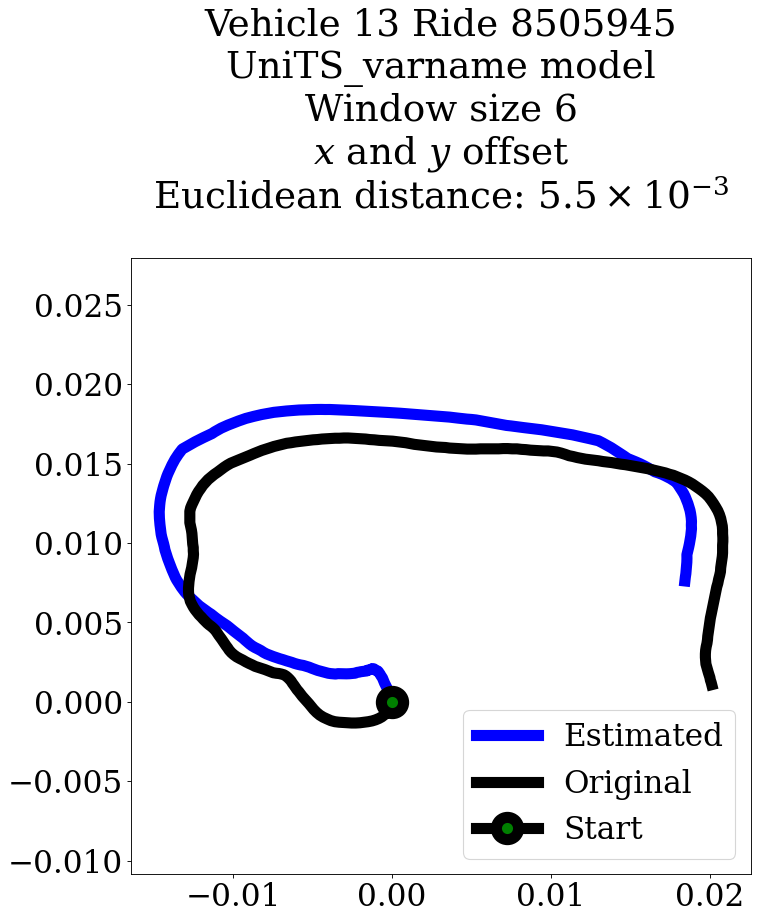 Vehicle 13 Ride 8505945
UniTS_varname model
Window size 6
x and y offset
Euclidean distance: 5.5 × 10⁻³
0.025
0.020
0.015
0.010
0.005
0.000
−0.005
−0.010
−0.01 0.00 0.01 0.02
Estimated
Original
Start